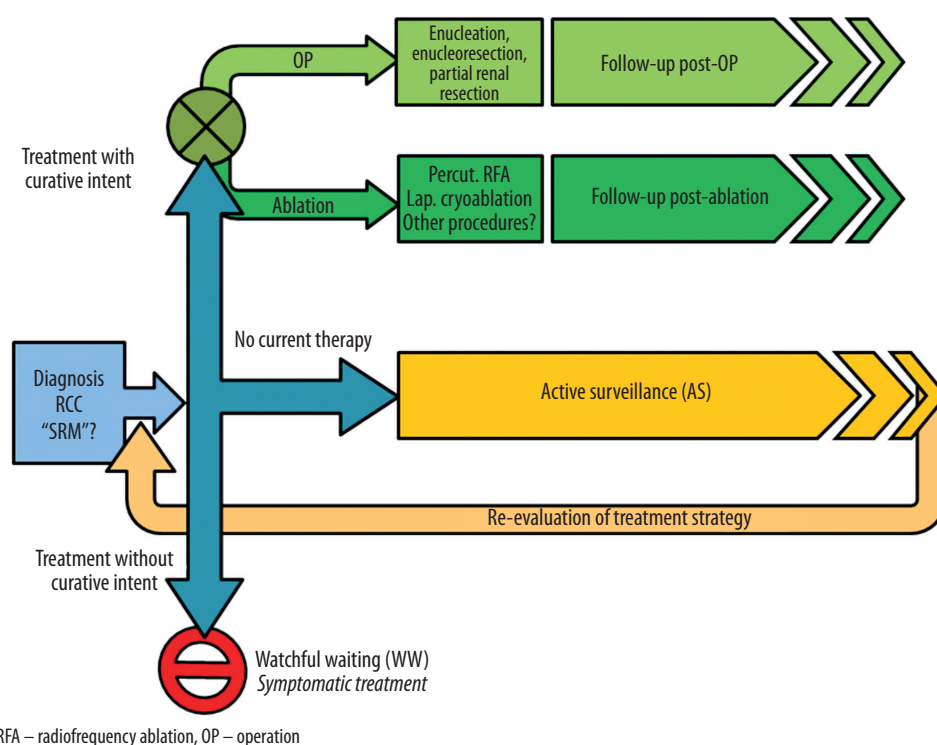 OP
Enucleation,
enucleoresection,
partial renal
resection
Follow-up post-OP
Treatment with
curative intent
Ablation
Percut. RFA
Lap. cryoablation
Other procedures?
Follow-up post-ablation
No current therapy
Diagnosis
RCC
“SRM”?
Active surveillance (AS)
Re-evaluation of treatment strategy
Treatment without
curative intent
Watchful waiting (WW)
Symptomatic treatment
RFA – radiofrequency ablation, OP – operation